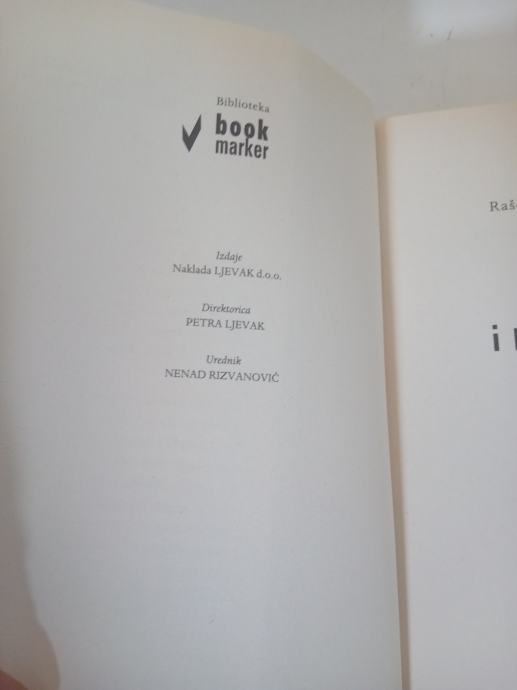 Biblioteka
book
marker
Izdaje
Naklada LJEVAK d.o.o.
Direktorica
PETRA LJEVAK
Urednik
NENAD RIZVANOVIĆ